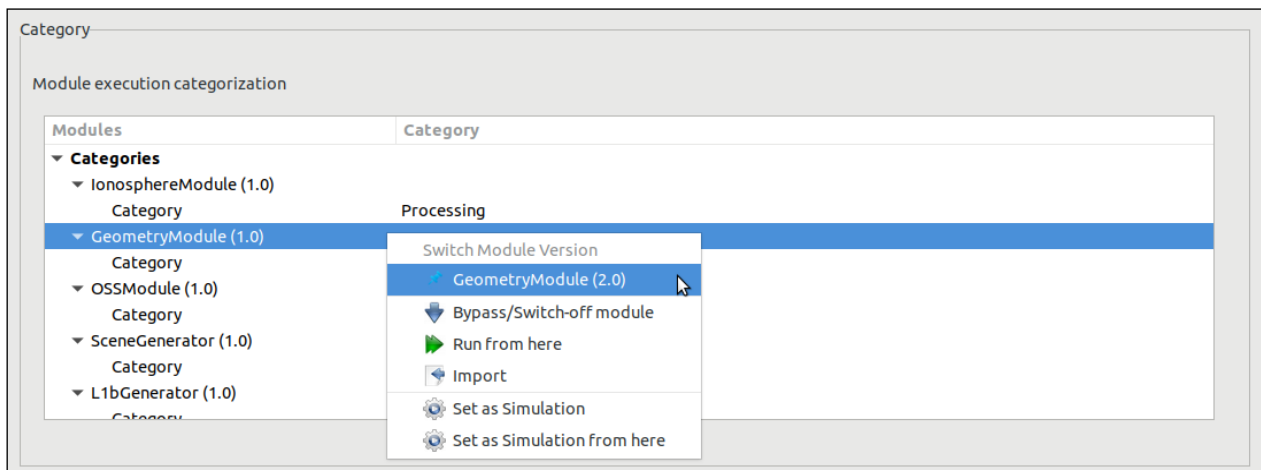 Category
Module execution categorization
Modules Category
Categories
IonosphereModule (1.0)
Category Processing
GeometryModule (1.0)
Switch Module Version
Category
GeometryModule (2.0)
OSSModule (1.0)
Category
Bypass/Switch-off module
SceneGenerator (1.0)
Run from here
Category
Import
L1bGenerator (1.0)
Set as Simulation
Category
Set as Simulation from here